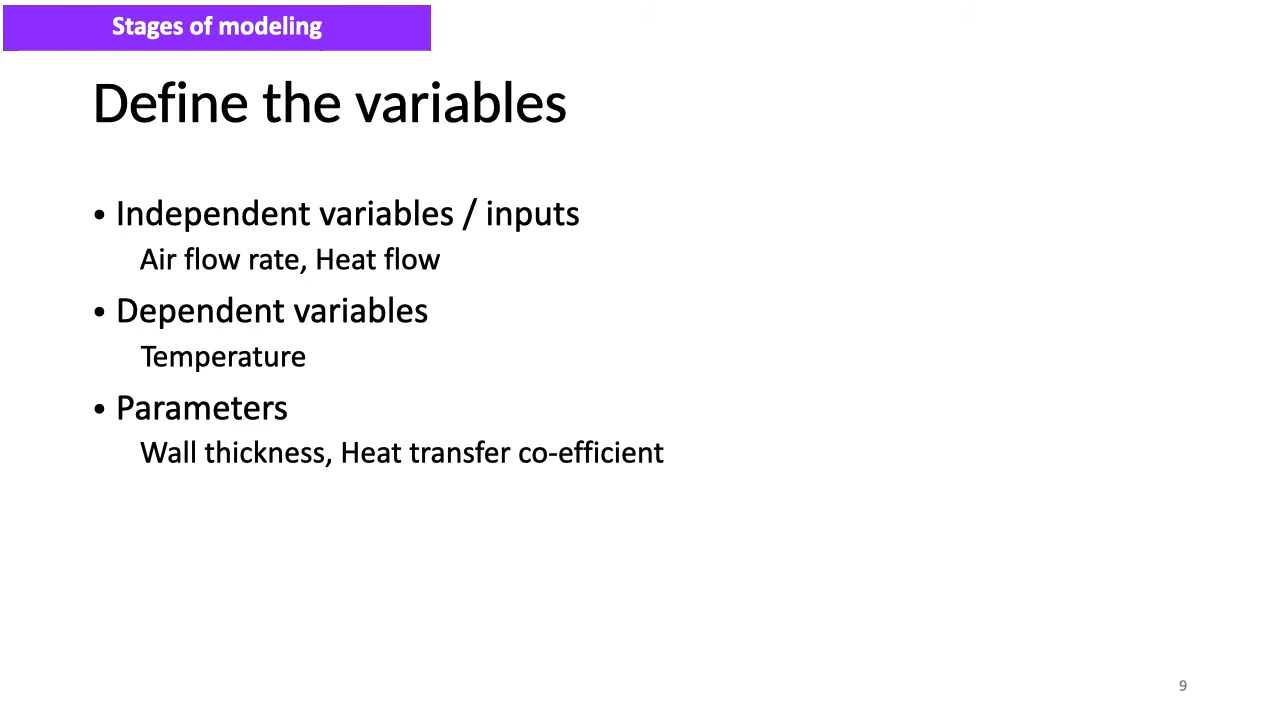 Stages of modeling
Define the variables
• Independent variables / inputs
Air flow rate, Heat flow
• Dependent variables
Temperature
• Parameters
Wall thickness, Heat transfer co-efficient
9